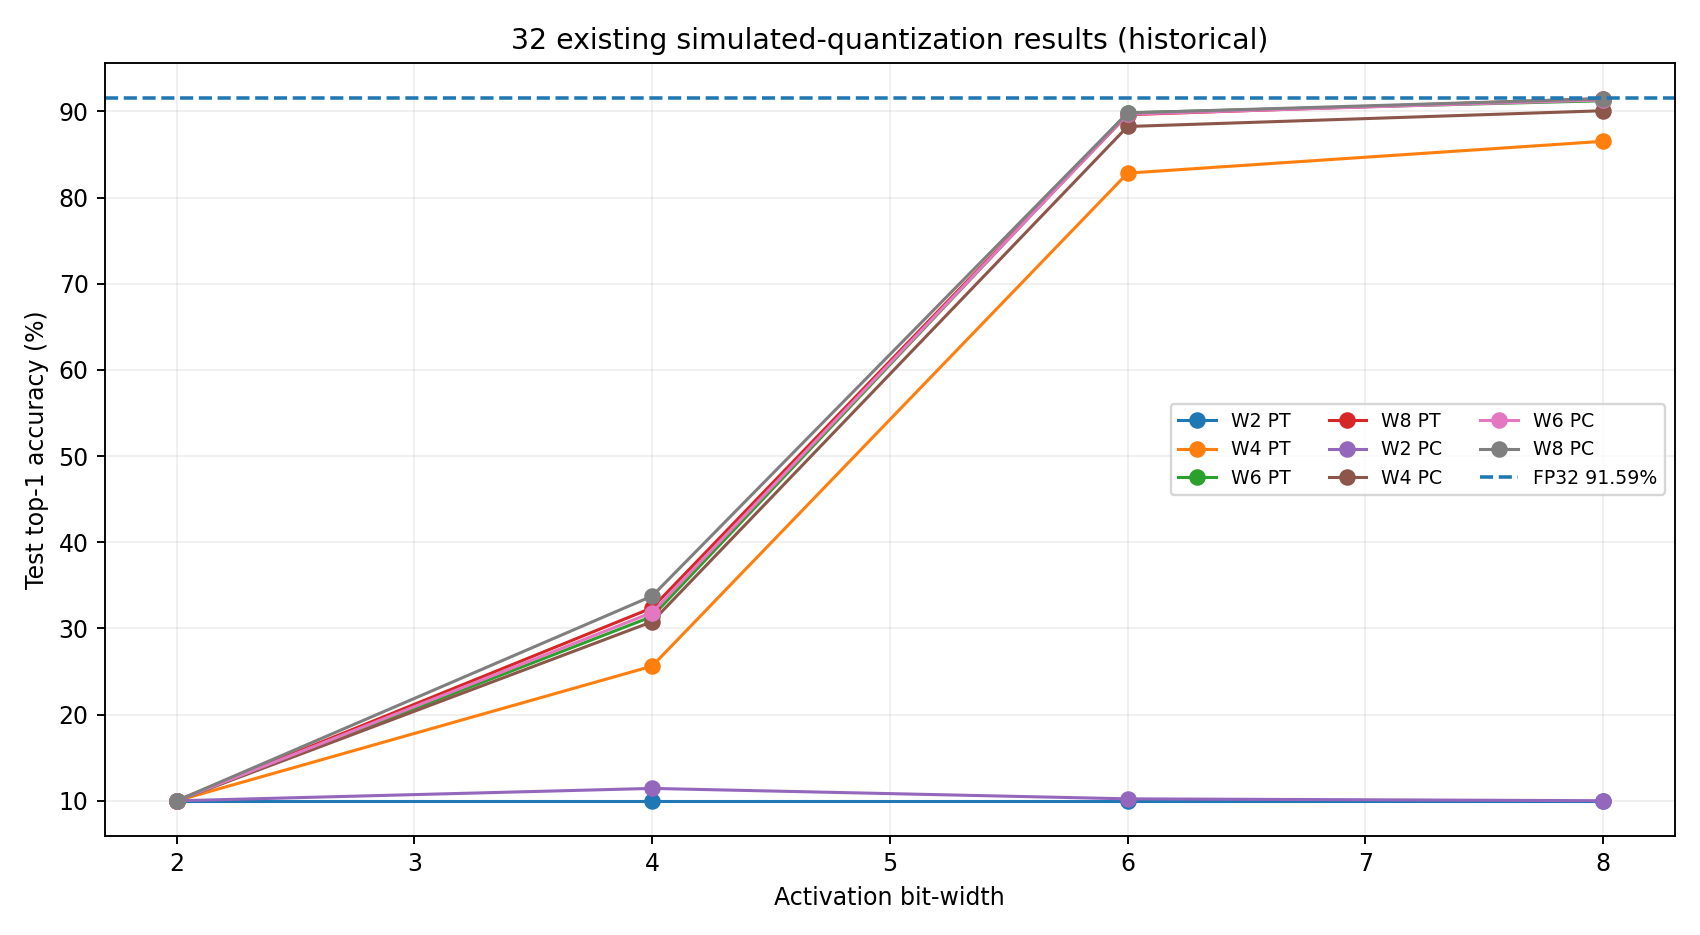 32 existing simulated-quantization results (historical)
Test top-1 accuracy (%)
90
80
70
60
50
40
30
20
10
W2 PT
W4 PT
W6 PT
W8 PT
W2 PC
W4 PC
W6 PC
W8 PC
FP32 91.59%
2 3 4 5 6 7 8
Activation bit-width